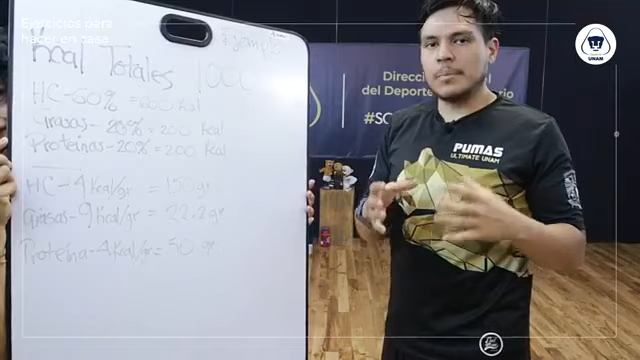 Ejercicios para
hacer en casa
Ejemplo
Kcal Totales 1000
HC-60% = 600 Kcal
Grasas-20% = 200 Kcal
Proteínas-20% = 200 Kcal
HC-4 Kcal/gr = 150 gr
Grasas-9 Kcal/gr = 22.2 gr
Proteína-4 Kcal/gr = 50 gr
Direcc
del Deporte
#SO
PUMAS
ULTIMATE UNAM
UNAM